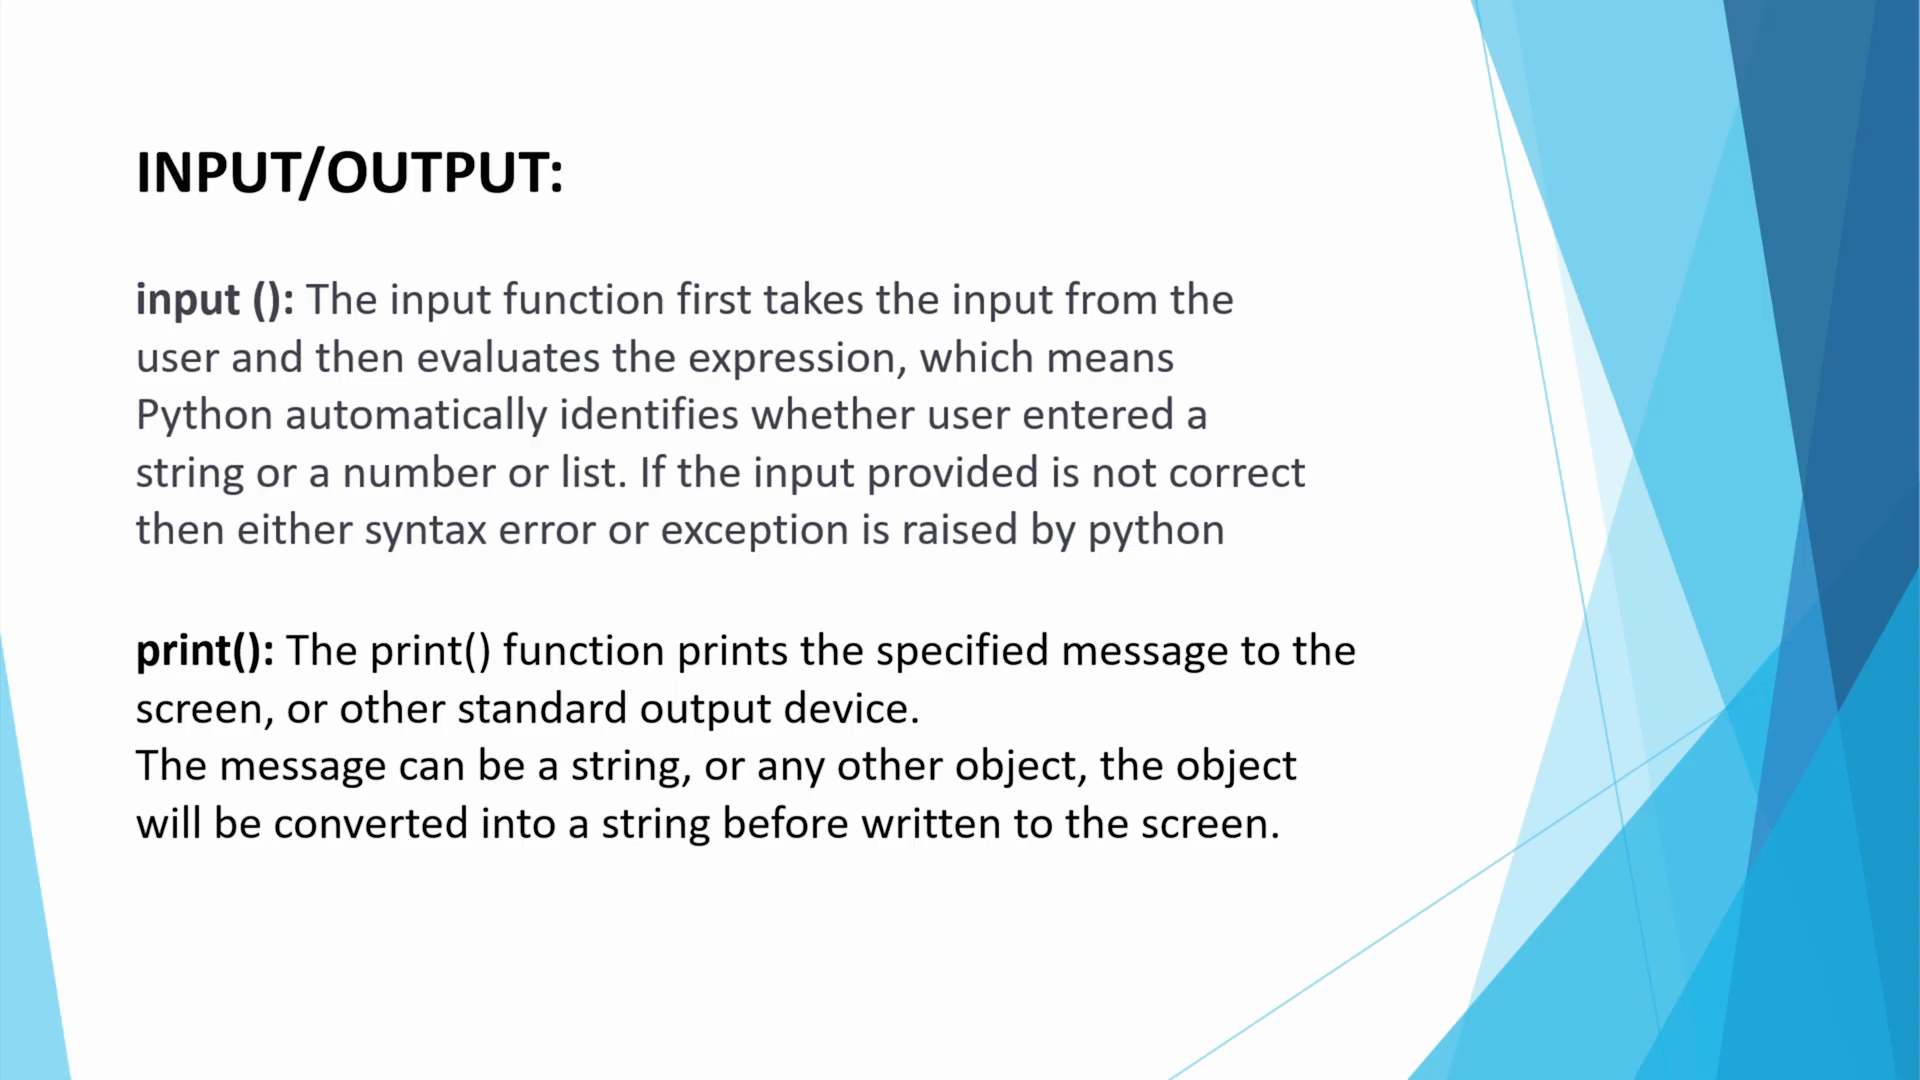 INPUT/OUTPUT:
input (): The input function first takes the input from the
user and then evaluates the expression, which means
Python automatically identifies whether user entered a
string or a number or list. If the input provided is not correct
then either syntax error or exception is raised by python
print(): The print() function prints the specified message to the
screen, or other standard output device.
The message can be a string, or any other object, the object
will be converted into a string before written to the screen.